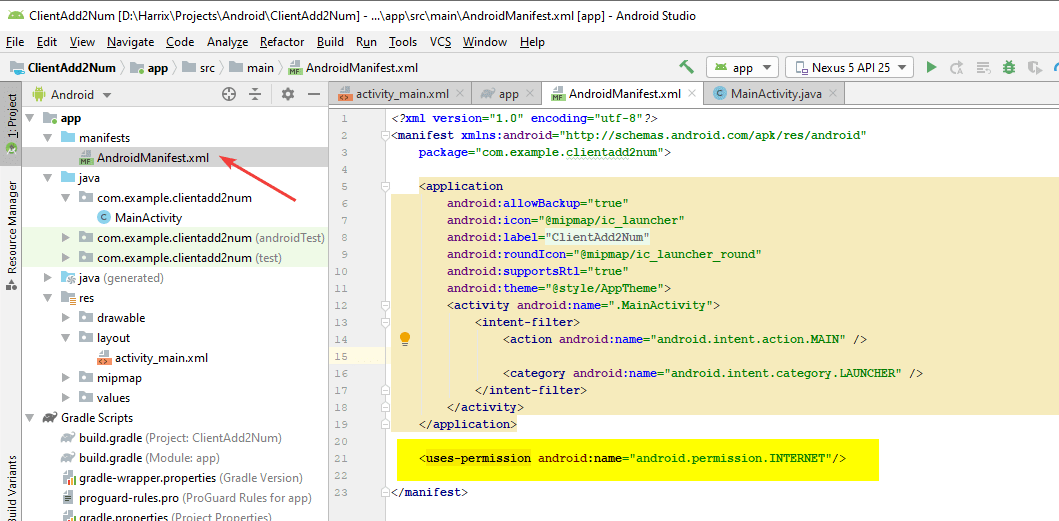 ClientAdd2Num [D:\Harrix\Projects\Android\ClientAdd2Num] - ...\app\src\main\AndroidManifest.xml [app] - Android Studio
File Edit View Navigate Code Analyze Refactor Build Run Tools VCS Window Help
ClientAdd2Num app src main AndroidManifest.xml app Nexus 5 API 25
1: Project
Resource Manager
Build Variants
Android
app
manifests
AndroidManifest.xml
java
com.example.clientadd2num
MainActivity
com.example.clientadd2num (androidTest)
com.example.clientadd2num (test)
java (generated)
res
drawable
layout
activity_main.xml
mipmap
values
Gradle Scripts
build.gradle (Project: ClientAdd2Num)
build.gradle (Module: app)
gradle-wrapper.properties (Gradle Version)
proguard-rules.pro (ProGuard Rules for app)
gradle.properties (Project Properties)
activity_main.xml app AndroidManifest.xml MainActivity.java
1 <?xml version="1.0" encoding="utf-8"?>
2 <manifest xmlns:android="http://schemas.android.com/apk/res/android"
3 package="com.example.clientadd2num">
4
5 <application
6 android:allowBackup="true"
7 android:icon="@mipmap/ic_launcher"
8 android:label="ClientAdd2Num"
9 android:roundIcon="@mipmap/ic_launcher_round"
10 android:supportsRtl="true"
11 android:theme="@style/AppTheme">
12 <activity android:name=".MainActivity">
13 <intent-filter>
14 <action android:name="android.intent.action.MAIN" />
15
16 <category android:name="android.intent.category.LAUNCHER" />
17 </intent-filter>
18 </activity>
19 </application>
20
21 <uses-permission android:name="android.permission.INTERNET"/>
22
23 </manifest>